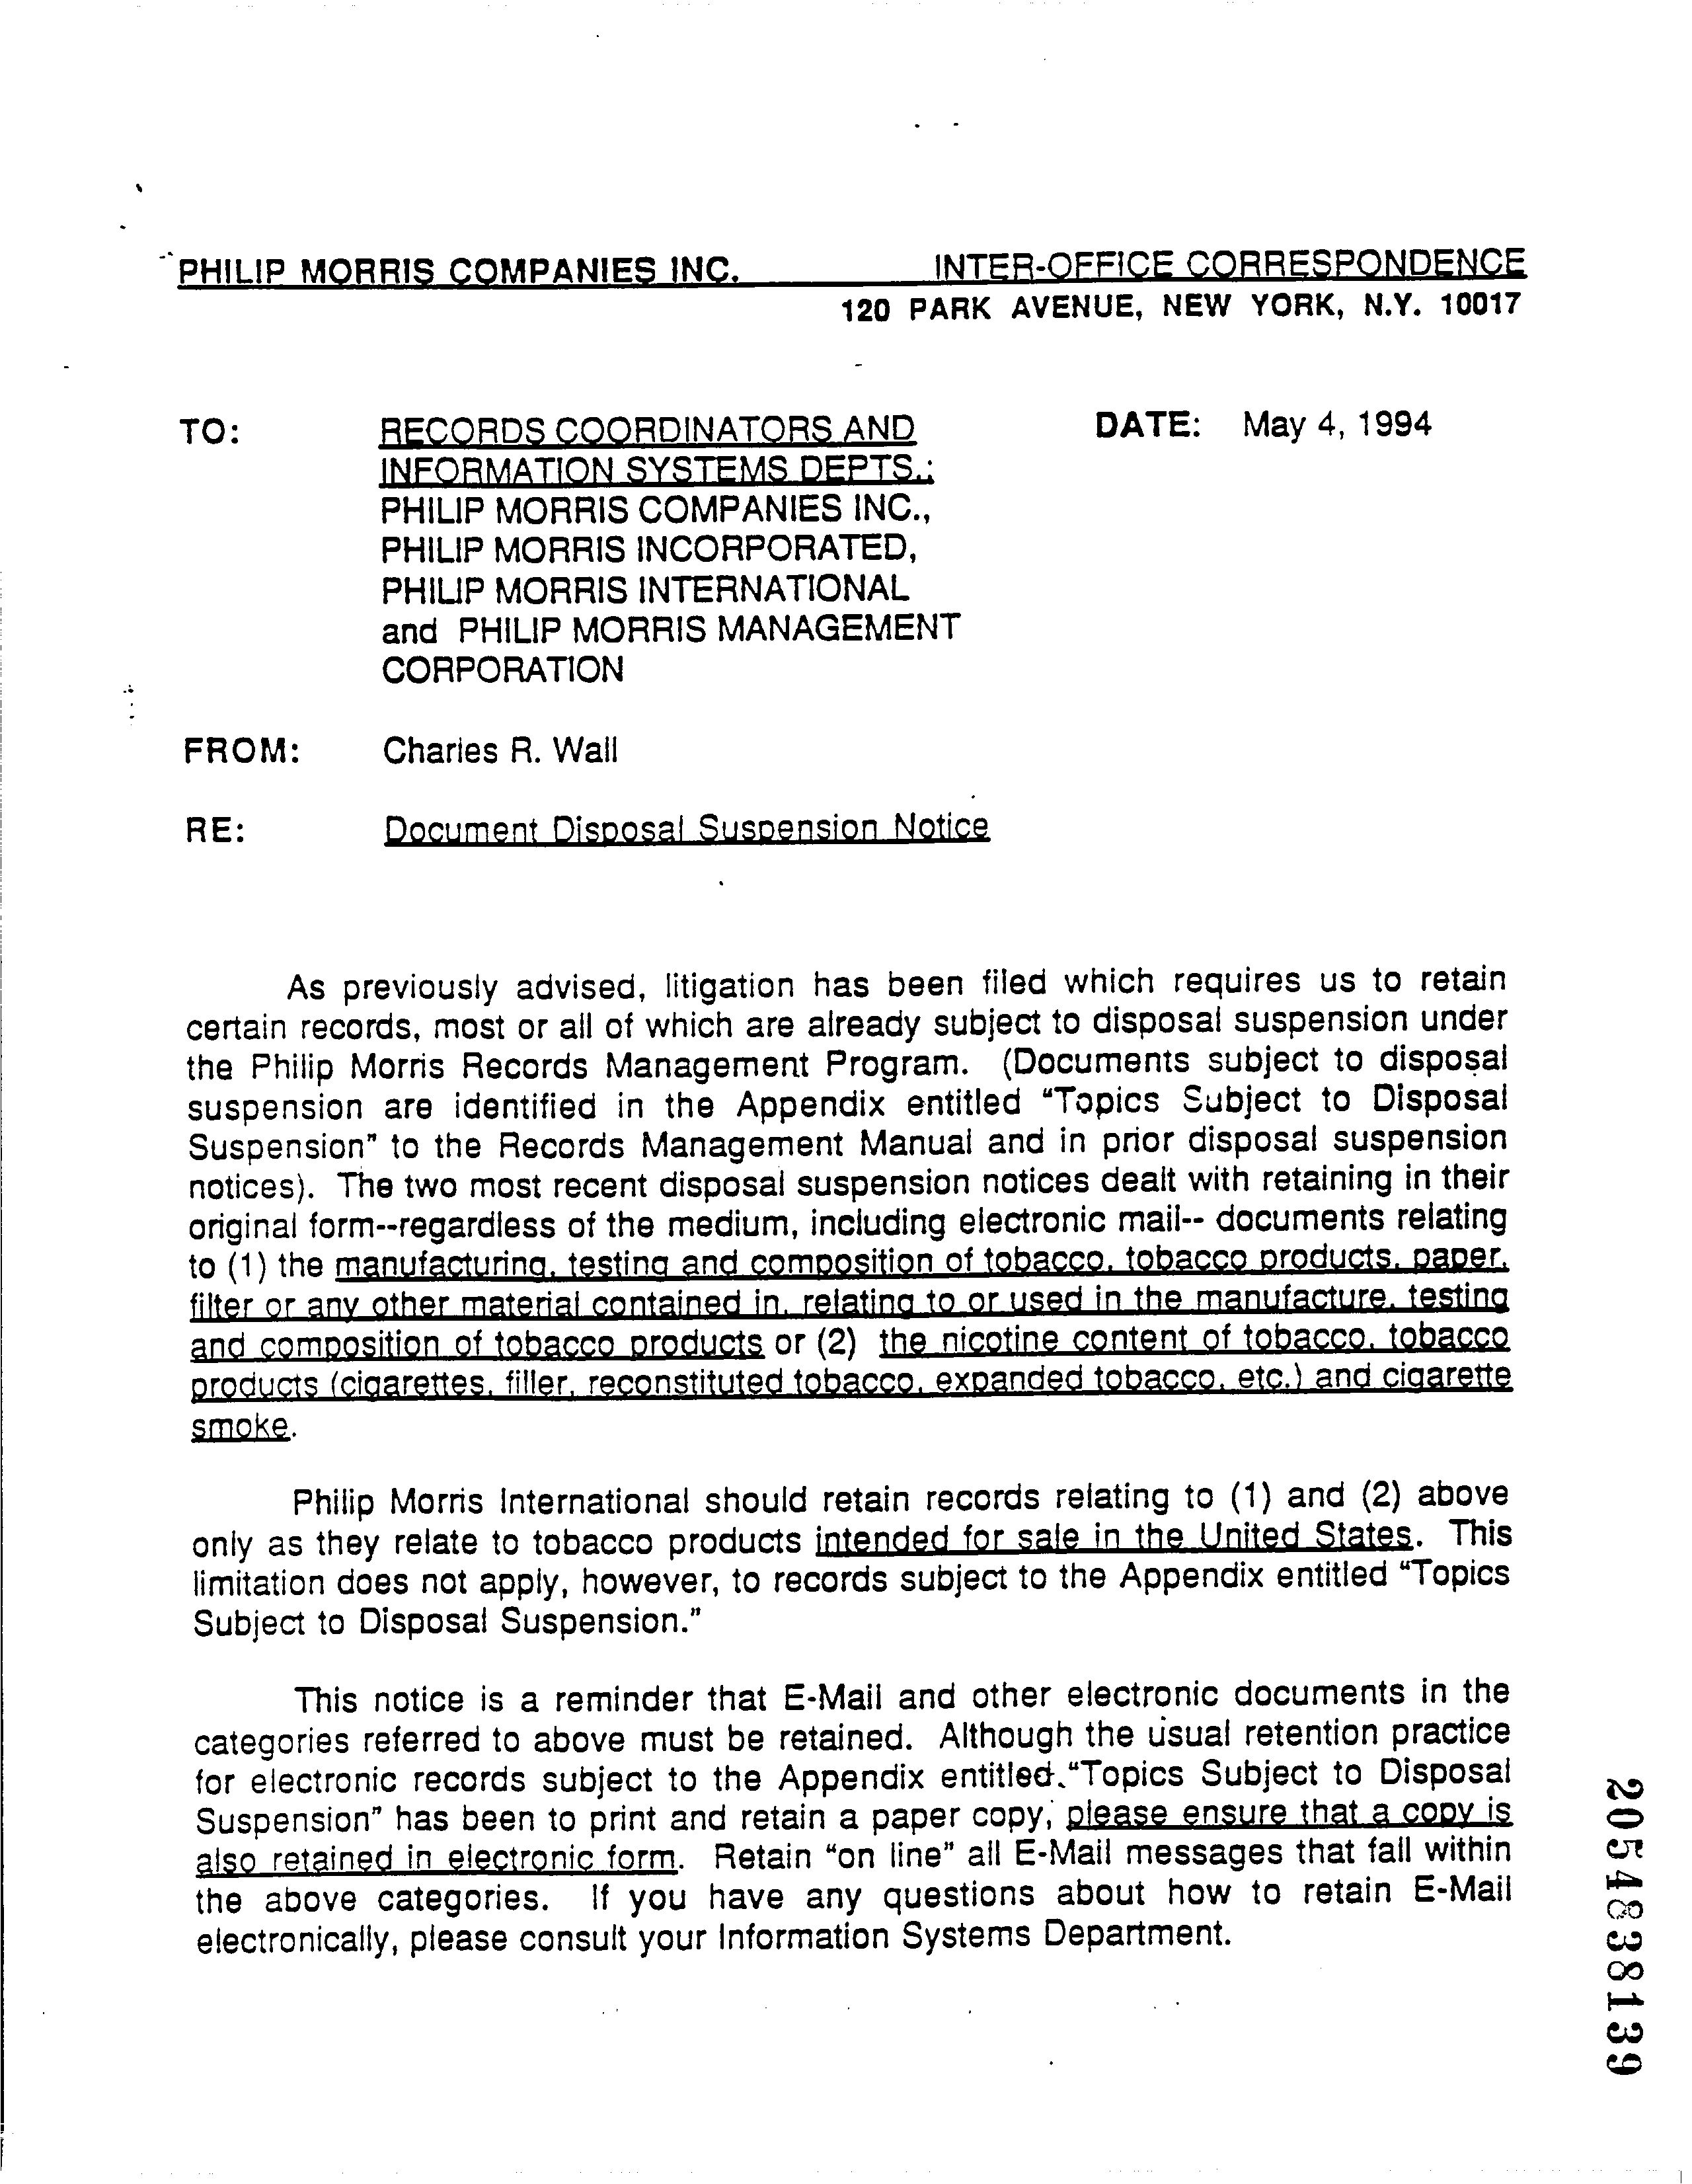 PHILIP MORRIS COMPANIES INC. INTER-OFFICE CORRESPONDENCE
120 PARK AVENUE, NEW YORK, N.Y. 10017
TO: RECORDS COORDINATORS AND DATE: May 4, 1994
INFORMATION SYSTEMS DEPTS.:
PHILIP MORRIS COMPANIES INC.,
PHILIP MORRIS INCORPORATED,
PHILIP MORRIS INTERNATIONAL
and PHILIP MORRIS MANAGEMENT
CORPORATION
FROM: Charles R. Wall
RE: Document Disposal Suspension Notice
As previously advised, litigation has been filed which requires us to retain
certain records, most or all of which are already subject to disposal suspension under
the Philip Morris Records Management Program. (Documents subject to disposal
suspension are identified in the Appendix entitled “Topics Subject to Disposal
Suspension” to the Records Management Manual and in prior disposal suspension
notices). The two most recent disposal suspension notices dealt with retaining in their
original form--regardless of the medium, including electronic mail-- documents relating
to (1) the manufacturing, testing and composition of tobacco, tobacco products, paper,
filter or any other material contained in, relating to or used in the manufacture, testing
and composition of tobacco products or (2) the nicotine content of tobacco, tobacco
products (cigarettes, filler, reconstituted tobacco, expanded tobacco, etc.) and cigarette
smoke.
Philip Morris International should retain records relating to (1) and (2) above
only as they relate to tobacco products intended for sale in the United States. This
limitation does not apply, however, to records subject to the Appendix entitled “Topics
Subject to Disposal Suspension.”
This notice is a reminder that E-Mail and other electronic documents in the
categories referred to above must be retained. Although the usual retention practice
for electronic records subject to the Appendix entitled “Topics Subject to Disposal
Suspension” has been to print and retain a paper copy, please ensure that a copy is
also retained in electronic form. Retain “on line” all E-Mail messages that fall within
the above categories. If you have any questions about how to retain E-Mail
electronically, please consult your Information Systems Department.
2054838139